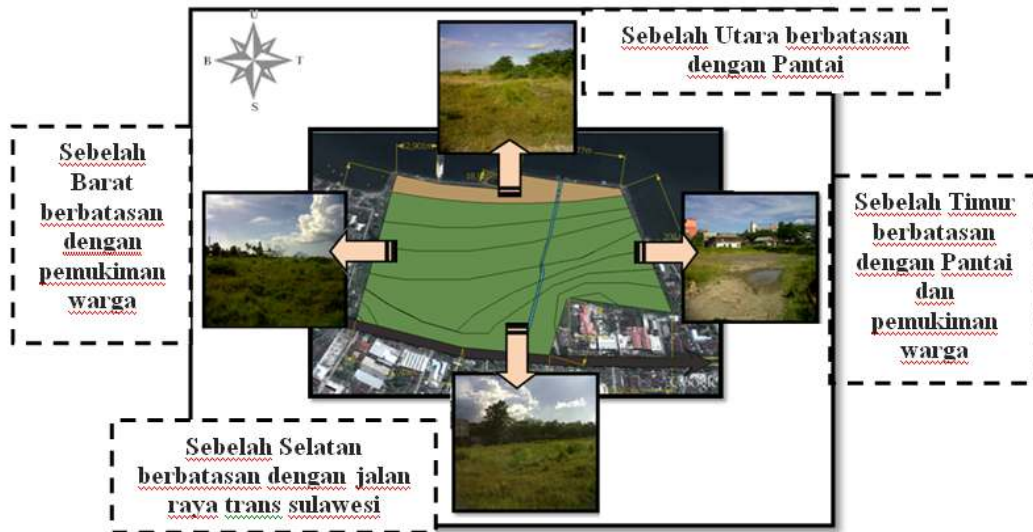 U
B
T
S
Sebelah Utara berbatasan
dengan Pantai
Sebelah
Barat
berbatasan
dengan
pemukiman
warga
Sebelah Timur
berbatasan
dengan Pantai
dan
pemukiman
warga
Sebelah Selatan
berbatasan dengan jalan
raya trans sulawesi